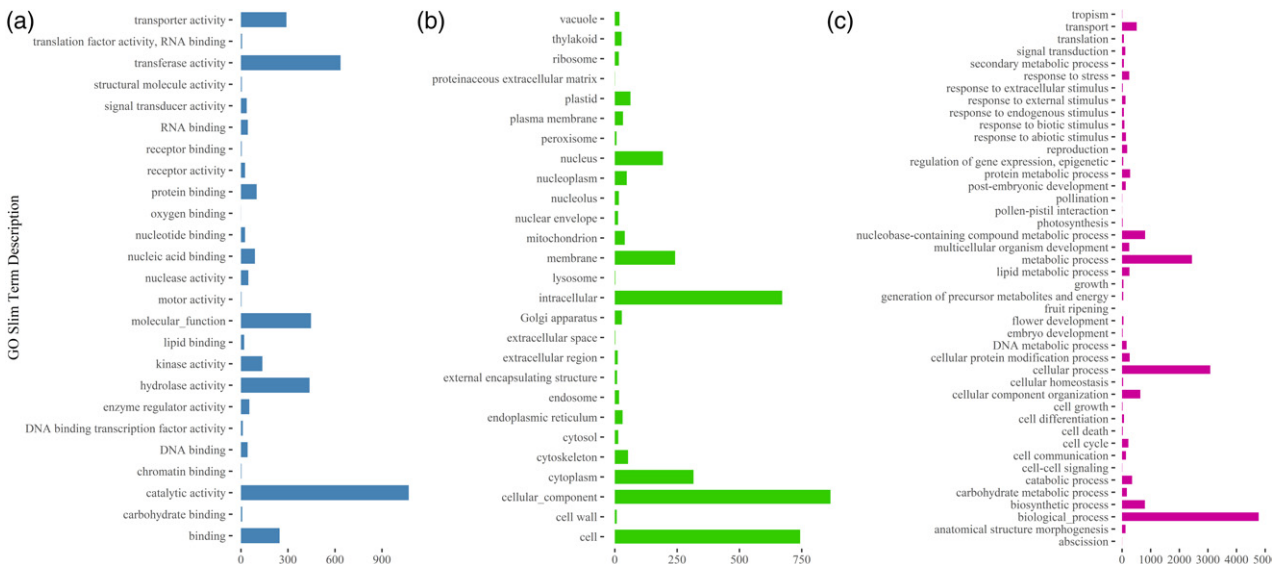 (a)
GO Slim Term Description
transporter activity
translation factor activity, RNA binding
transferase activity
structural molecule activity
signal transducer activity
RNA binding
receptor binding
receptor activity
protein binding
oxygen binding
nucleotide binding
nucleic acid binding
nuclease activity
motor activity
molecular_function
lipid binding
kinase activity
hydrolase activity
enzyme regulator activity
DNA binding transcription factor activity
DNA binding
chromatin binding
catalytic activity
carbohydrate binding
binding
0 300 600 900
(b)
vacuole
thylakoid
ribosome
proteinaceous extracellular matrix
plastid
plasma membrane
peroxisome
nucleus
nucleoplasm
nucleolus
nuclear envelope
mitochondrion
membrane
lysosome
intracellular
Golgi apparatus
extracellular space
extracellular region
external encapsulating structure
endosome
endoplasmic reticulum
cytosol
cytoskeleton
cytoplasm
cellular_component
cell wall
cell
0 250 500 750
(c)
tropism
transport
translation
signal transduction
secondary metabolic process
response to stress
response to extracellular stimulus
response to external stimulus
response to endogenous stimulus
response to biotic stimulus
response to abiotic stimulus
reproduction
regulation of gene expression, epigenetic
protein metabolic process
post-embryonic development
pollination
pollen-pistil interaction
photosynthesis
nucleobase-containing compound metabolic process
multicellular organism development
metabolic process
lipid metabolic process
growth
generation of precursor metabolites and energy
fruit ripening
flower development
embryo development
DNA metabolic process
cellular protein modification process
cellular process
cellular homeostasis
cellular component organization
cell growth
cell differentiation
cell death
cell cycle
cell communication
cell-cell signaling
catabolic process
carbohydrate metabolic process
biosynthetic process
biological_process
anatomical structure morphogenesis
abscission
0 1000 2000 3000 4000 5000